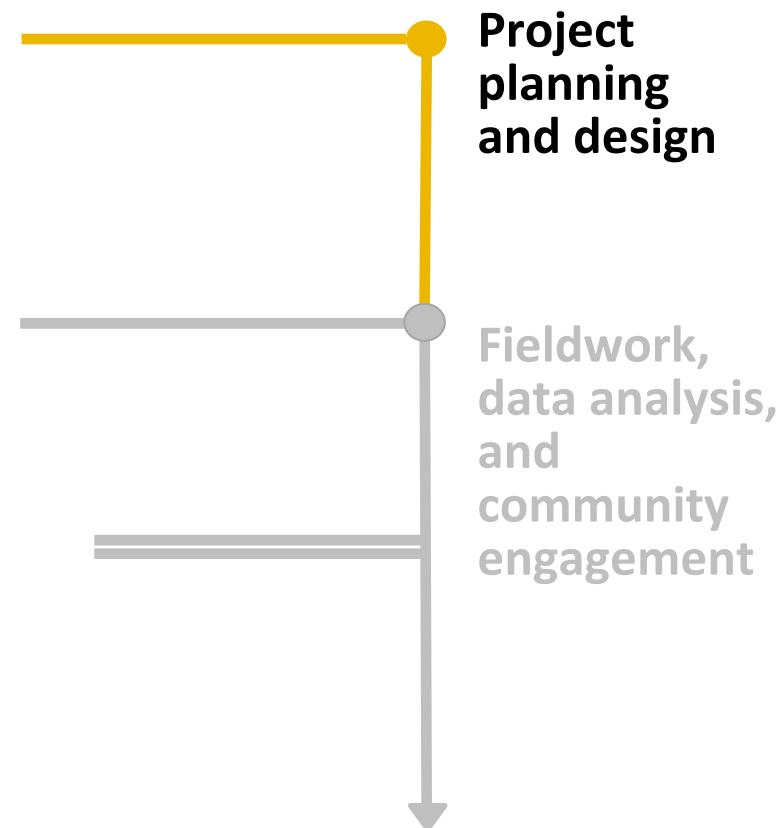 Project
planning
and design
Fieldwork,
data analysis,
and
community
engagement